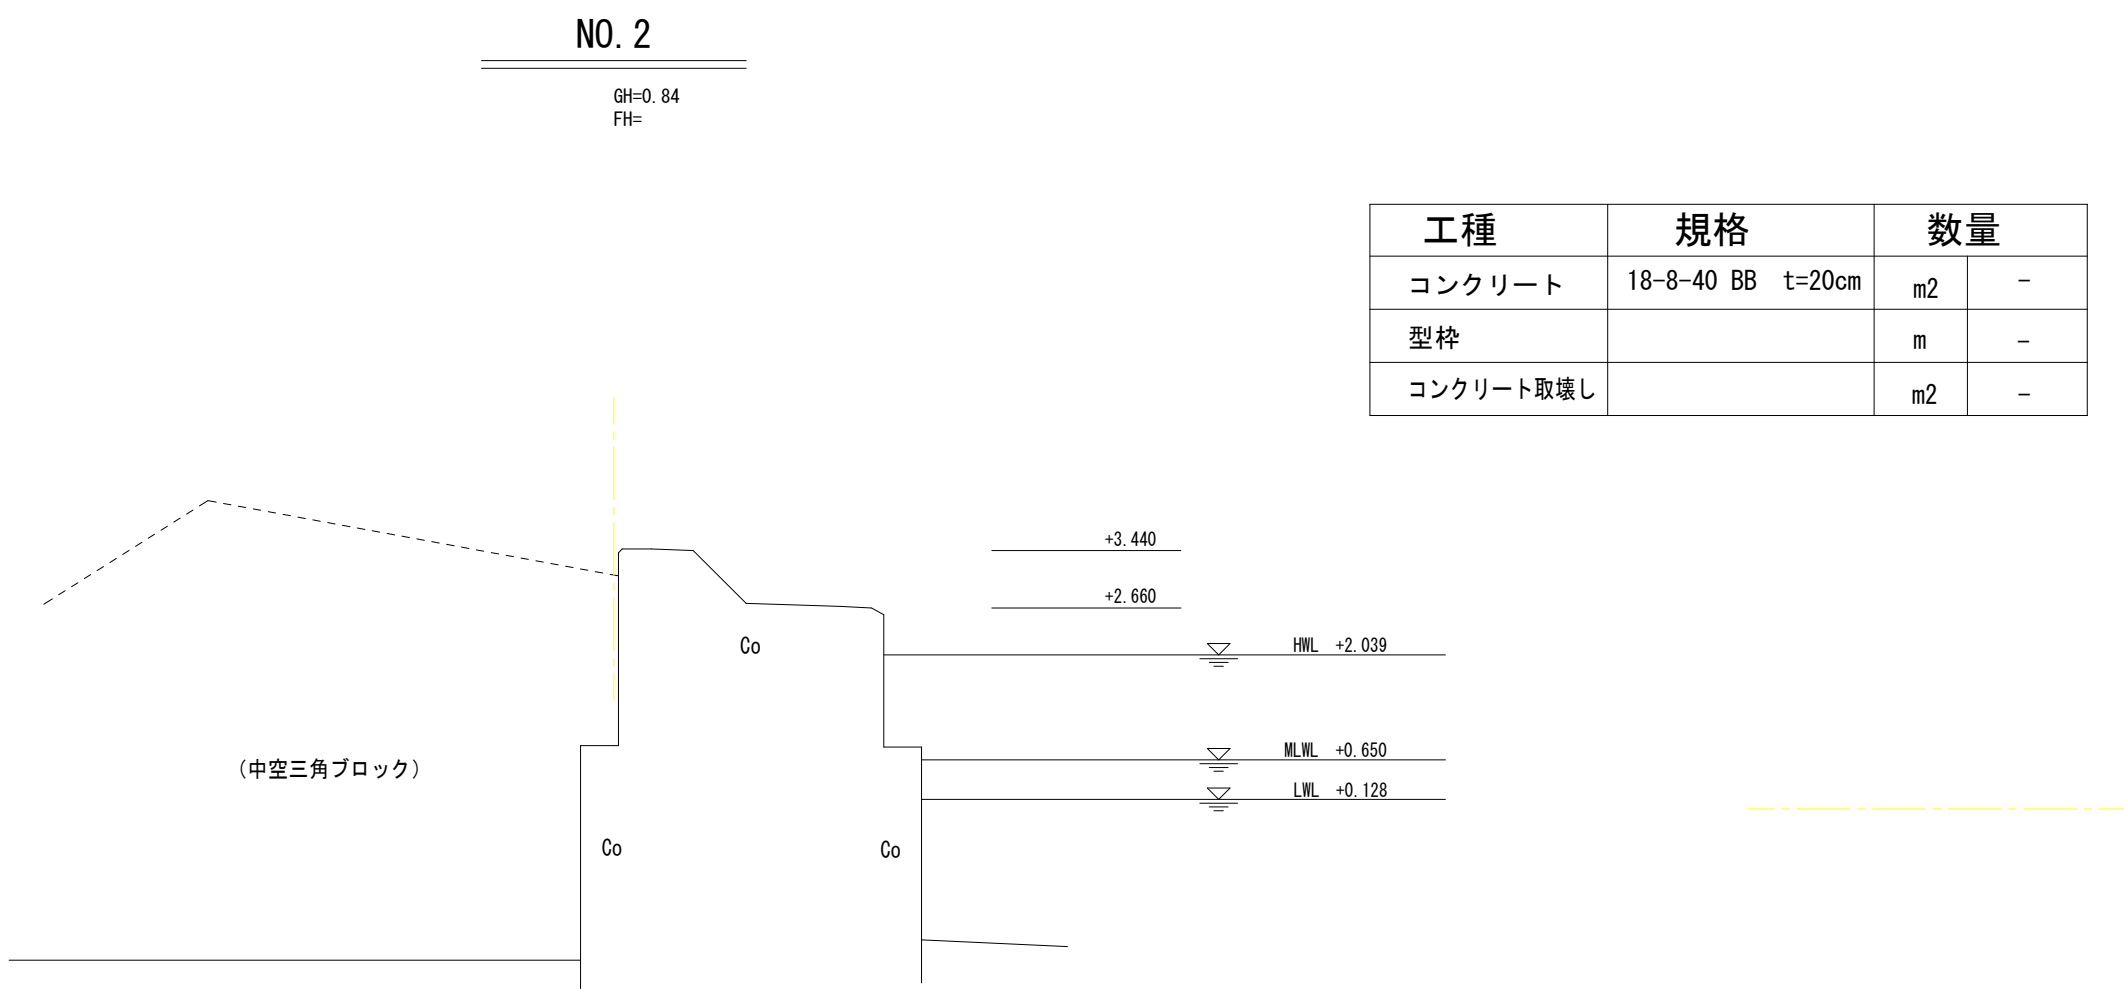 NO.2
GH=0.84
FH=
工種 規格 数量
コンクリート 18-8-40 BB t=20cm m2 -
型枠 m -
コンクリート取壊し m2 -
+3.440
+2.660
Co
HWL +2.039
MLWL +0.650
(中空三角ブロック)
LWL +0.128
Co
Co